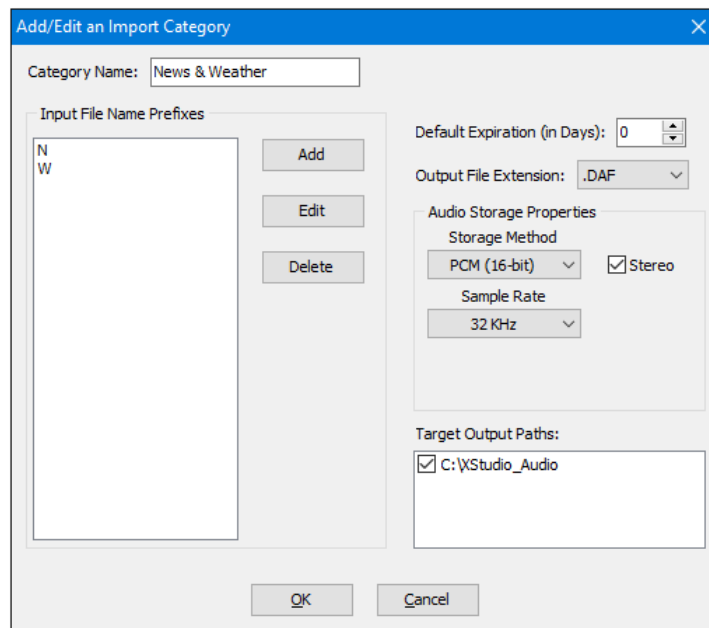 Add/Edit an Import Category
Category Name: News & Weather
Input File Name Prefixes
N
W
Add
Edit
Delete
Default Expiration (in Days): 0
Output File Extension: .DAF
Audio Storage Properties
Storage Method
PCM (16-bit)
Stereo
Sample Rate
32 KHz
Target Output Paths:
C:\XStudio_Audio
OK
Cancel